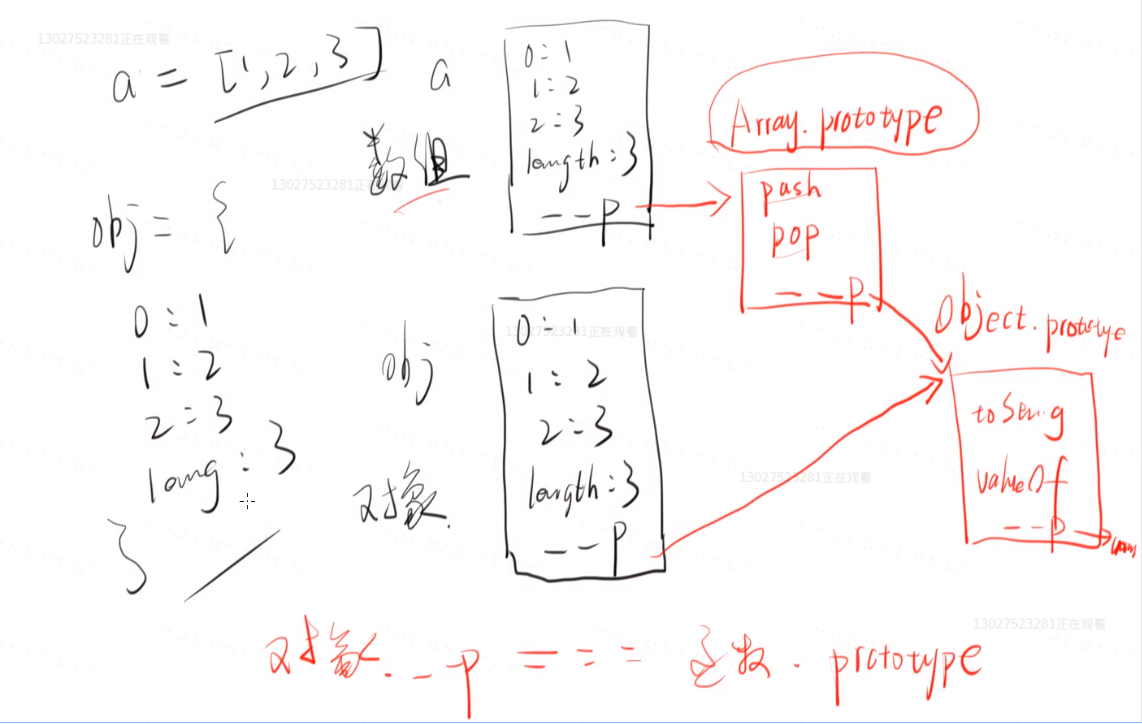 a = [1,2,3]
a
0:1
1:2
2:3
length:3
__p
数组
Array.prototype
push
pop
__p
obj = {
0:1
1:2
2:3
long:3
}
obj
对象.
0:1
1:2
2:3
length:3
__p
Object.prototype
valueOf
__p
对象.__p === 函数.prototype
13027523281正在观看
13027523281正在观看
13027523281正在观看
13027523281正在观看
13027523281正在观看